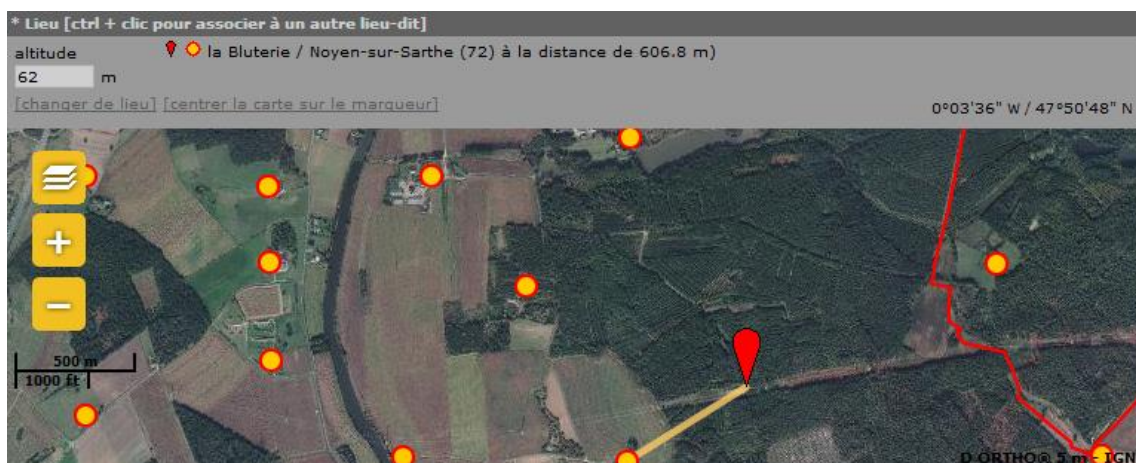 * Lieu [ctrl + clic pour associer à un autre lieu-dit]
altitude
la Bluterie / Noyen-sur-Sarthe (72) à la distance de 606.8 m)
62 m
[changer de lieu] [centrer la carte sur le marqueur]
0°03'36" W / 47°50'48" N
+
−
500 m
1000 ft
D ORTHO® 5 m - IGN